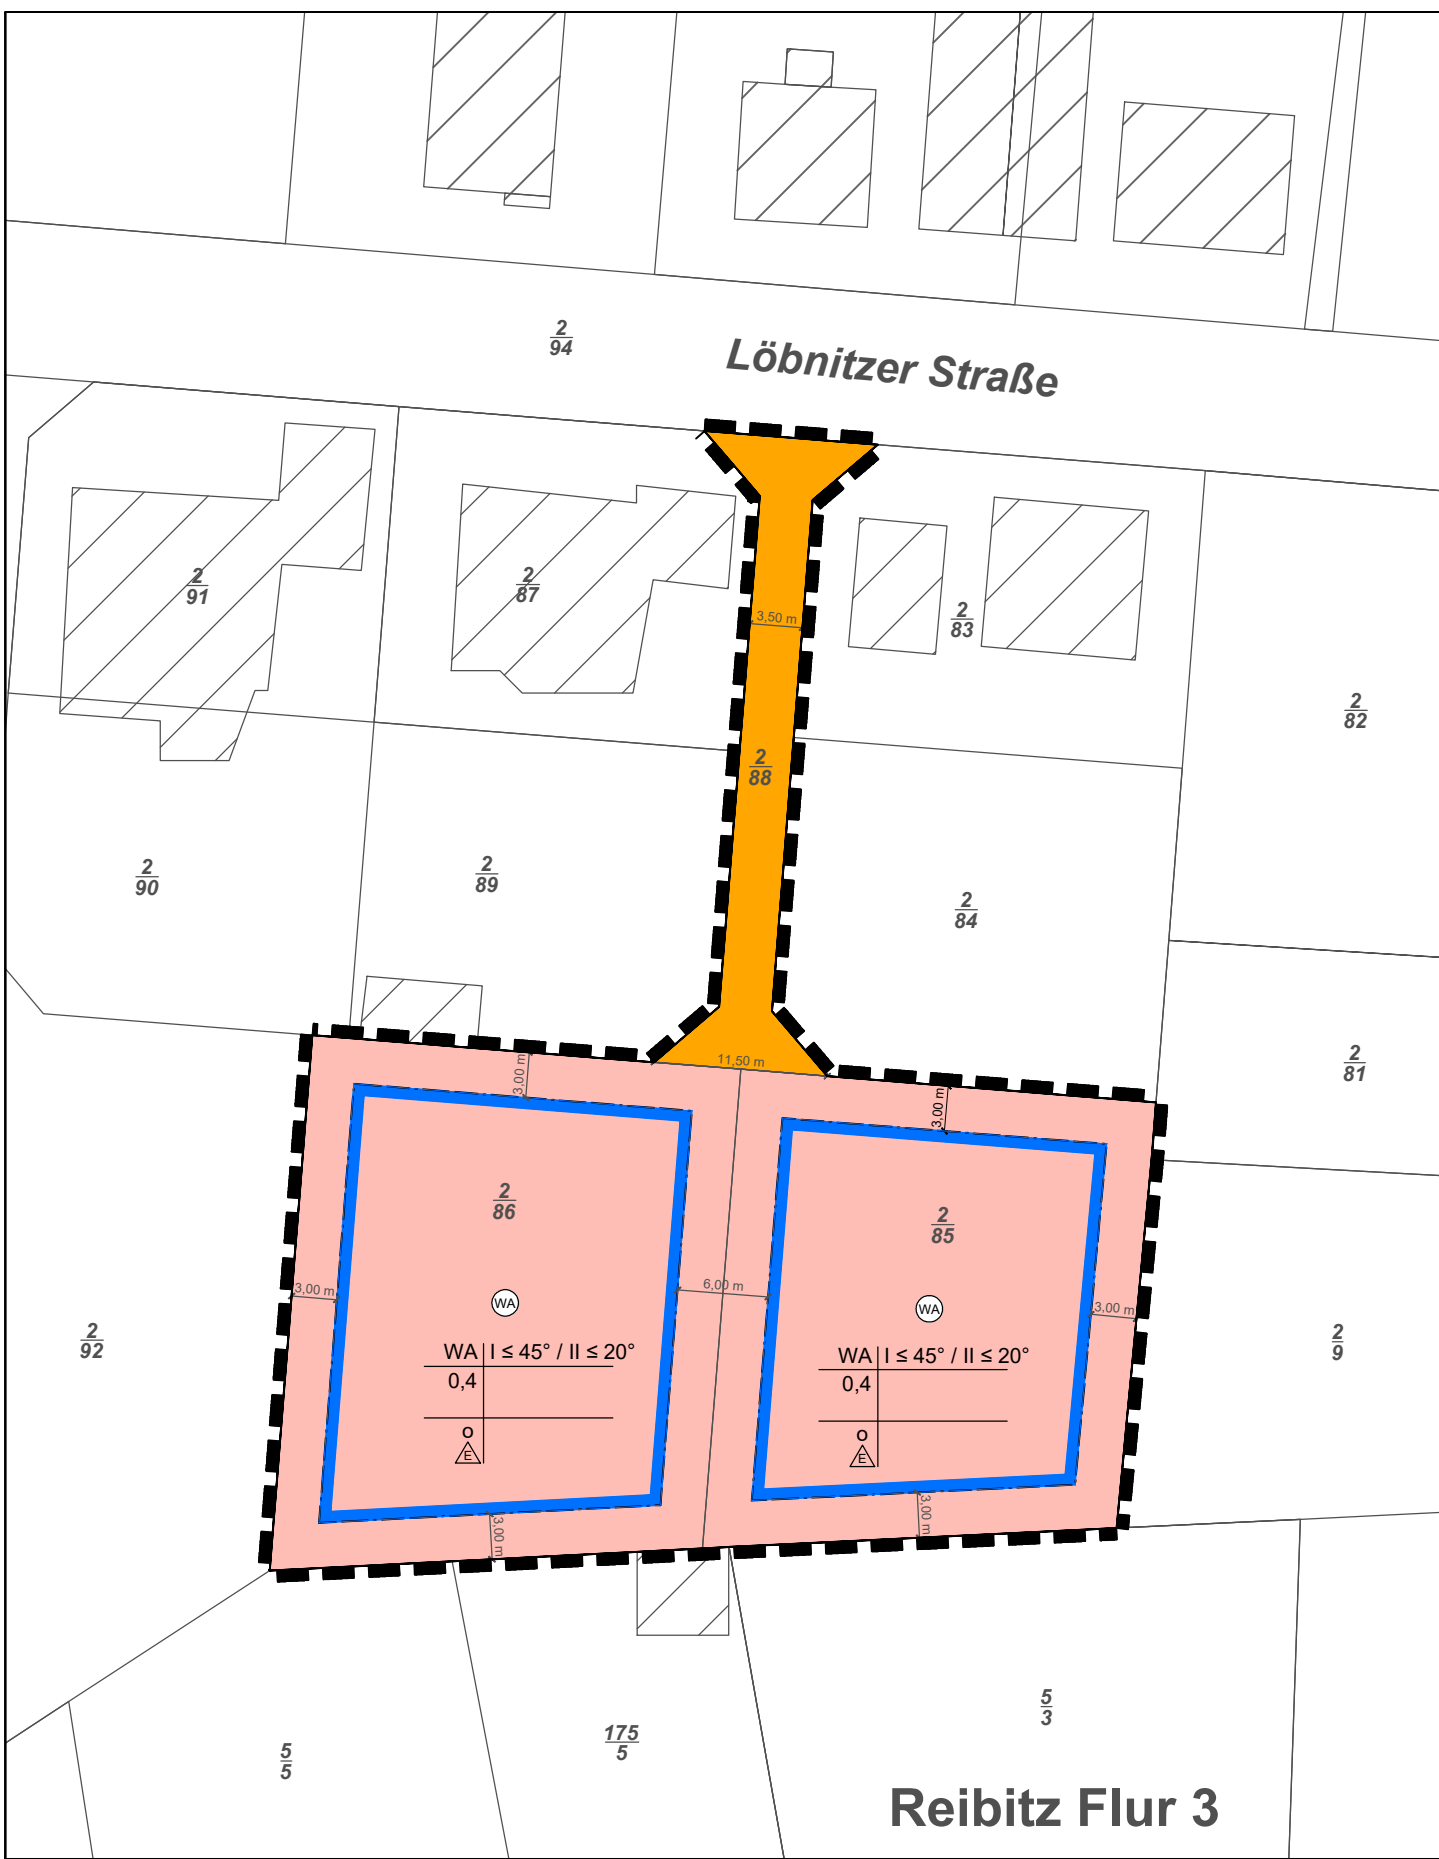 2
94
Löbnitzer Straße
2
91
2
87
3,50 m
2
83
2
82
2
88
2
90
2
89
2
84
2
81
11,50 m
3,00 m
3,00 m
2
86
2
85
3,00 m
6,00 m
3,00 m
WA
WA
2
92
2
9
WA I ≤ 45° / II ≤ 20°
0,4
o
E
WA I ≤ 45° / II ≤ 20°
0,4
o
E
3,00 m
3,00 m
5
5
175
5
5
3
Reibitz Flur 3